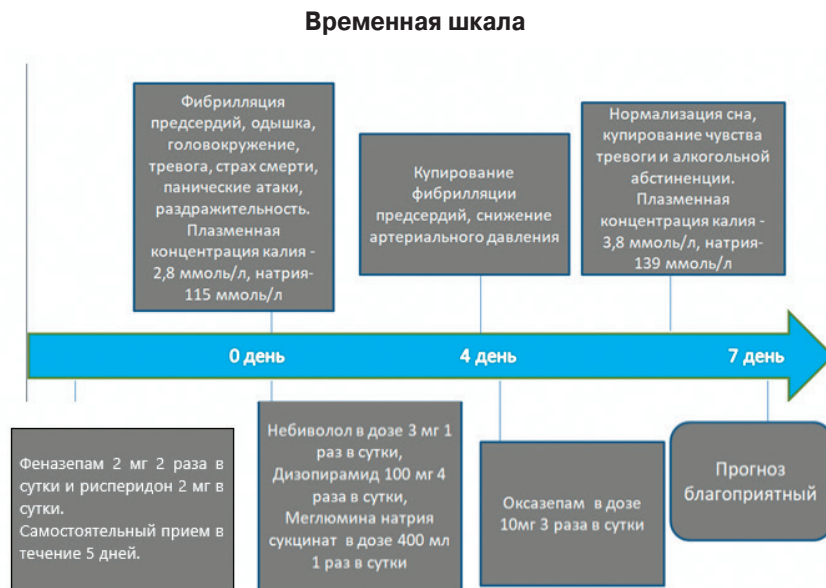 Временная шкала
Фибрилляция
предсердий, одышка,
головокружение,
тревога, страх смерти,
панические атаки,
раздражительность.
Плазменная
концентрация калия -
2,8 ммоль/л, натрия-
115 ммоль/л
Купирование
фибрилляции
предсердий, снижение
артериального давления
Нормализация сна,
купирование чувства
тревоги и алкогольной
абстиненции.
Плазменная
концентрация калия -
3,8 ммоль/л, натрия-
139 ммоль/л
0 день
4 день
7 день
Феназепам 2 мг 2 раза в
сутки и рисперидон 2 мг в
сутки.
Самостоятельный прием в
течение 5 дней.
Небиволол в дозе 3 мг 1
раз в сутки,
Дизопирамид 100 мг 4
раза в сутки,
Меглюмина натрия
сукцинат в дозе 400 мл
1 раз в сутки
Оксазепам в дозе
10мг 3 раза в сутки
Прогноз
благоприятный